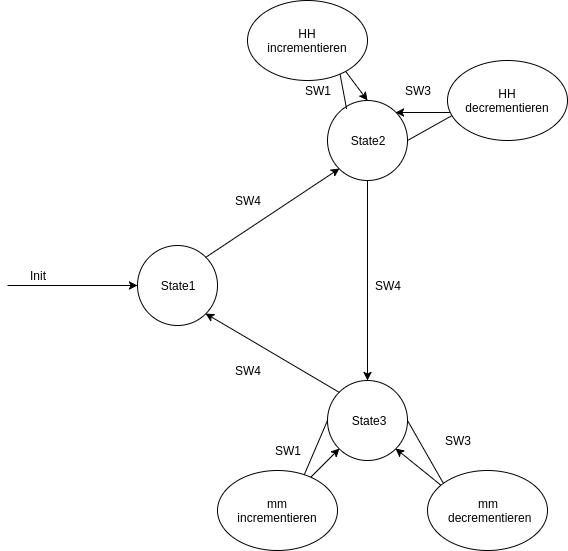 HH
incrementieren
SW1
SW3
HH
decrementieren
State2
SW4
Init
State1
SW4
SW4
State3
SW1
SW3
mm
incrementieren
mm
decrementieren